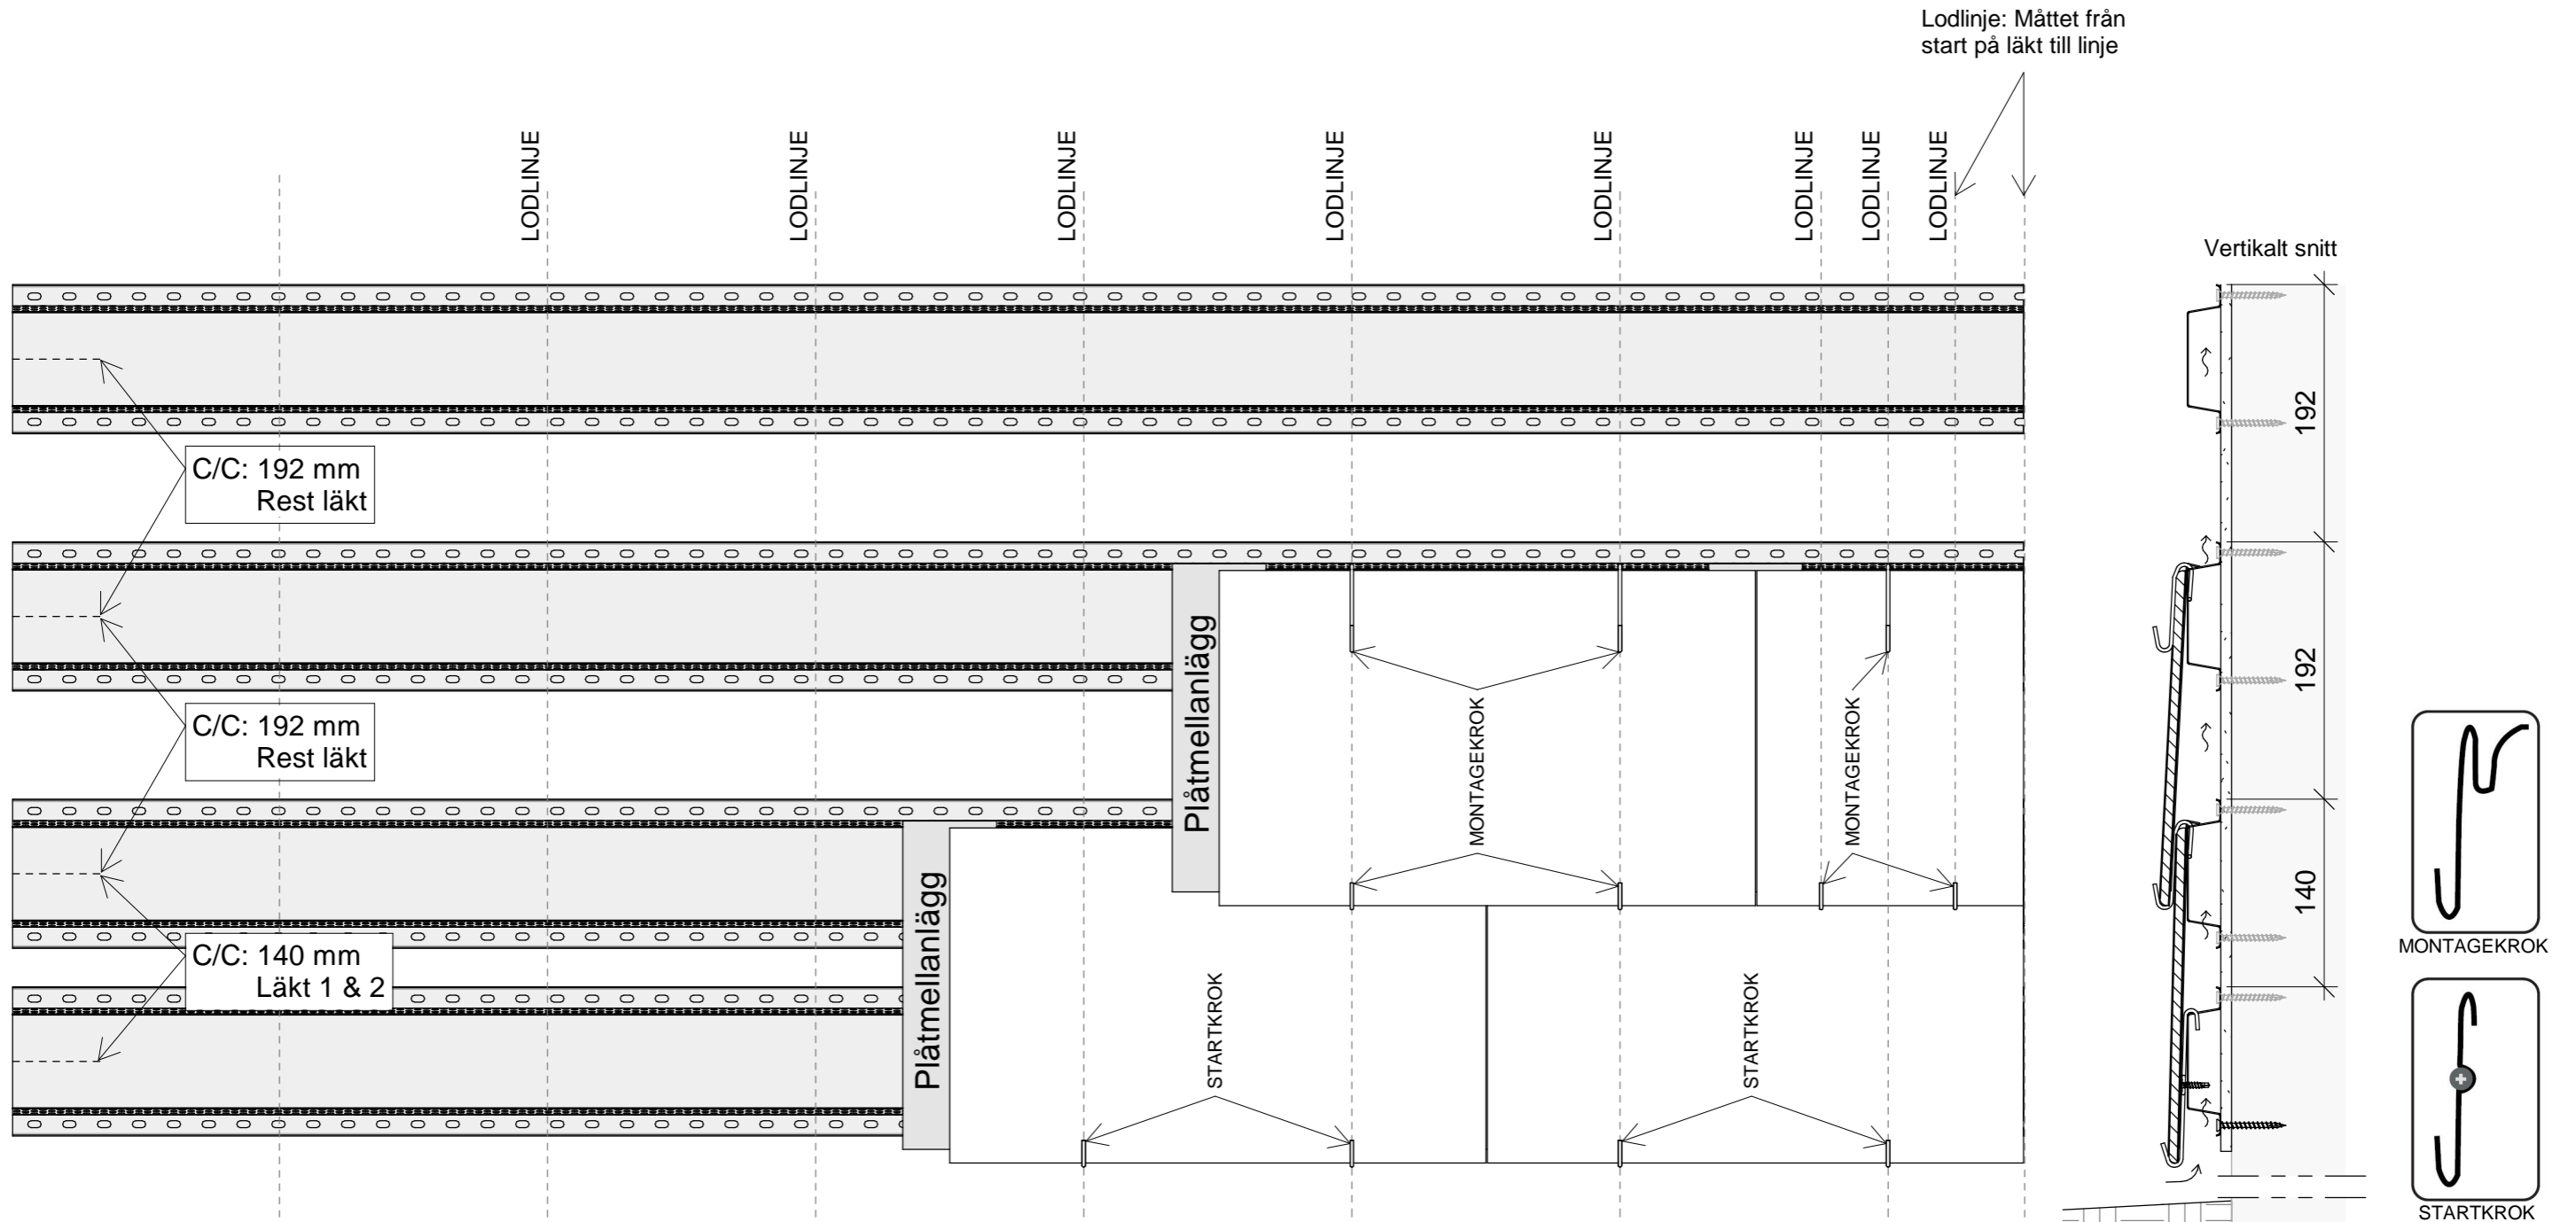 Lodlinje: Måttet från
start på läkt till linje
LODLINJE
LODLINJE
LODLINJE
LODLINJE
LODLINJE
LODLINJE
LODLINJE
LODLINJE
Vertikalt snitt
192
C/C: 192 mm
Rest läkt
192
C/C: 192 mm
Rest läkt
Plåtmellanlägg
MONTAGEKROK
MONTAGEKROK
140
C/C: 140 mm
Läkt 1 & 2
Plåtmellanlägg
STARTKROK
STARTKROK
MONTAGEKROK
STARTKROK